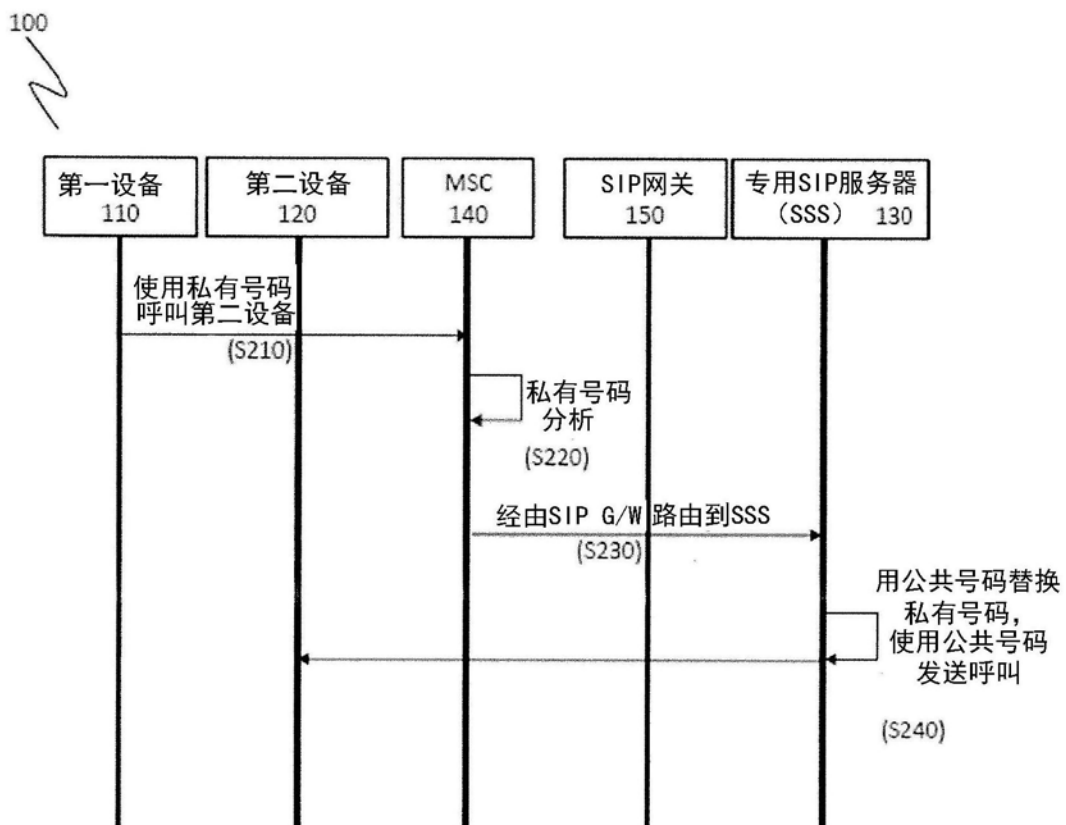 100
第一设备
110
第二设备
120
MSC
140
SIP网关
150
专用SIP服务器
（SSS） 130
使用私有号码
呼叫第二设备
(S210)
私有号码
分析
(S220)
经由SIP G/W 路由到SSS
(S230)
用公共号码替换
私有号码，
使用公共号码
发送呼叫
(S240)